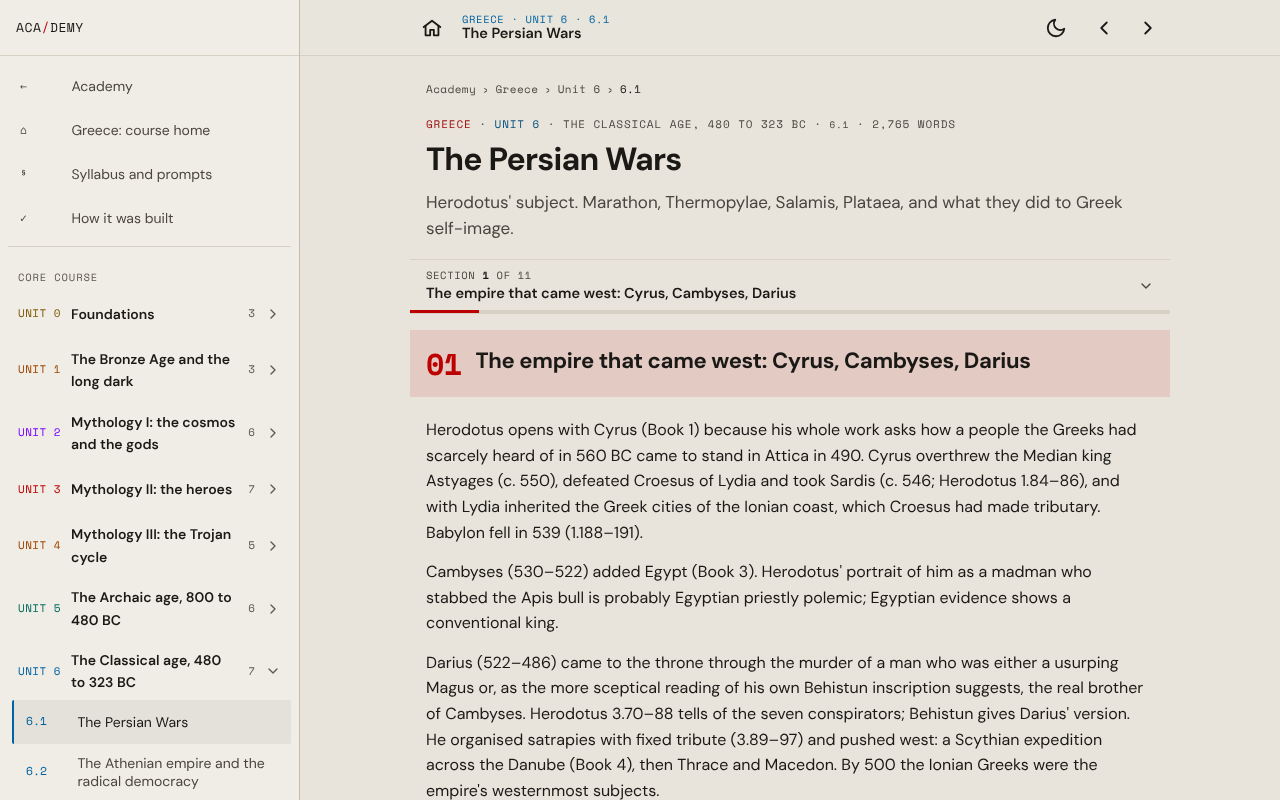 ACA/DEMY
← Academy
⌂ Greece: course home
§ Syllabus and prompts
✓ How it was built
CORE COURSE
UNIT 0 Foundations 3
UNIT 1 The Bronze Age and the long dark 3
UNIT 2 Mythology I: the cosmos and the gods 6
UNIT 3 Mythology II: the heroes 7
UNIT 4 Mythology III: the Trojan cycle 5
UNIT 5 The Archaic age, 800 to 480 BC 6
UNIT 6 The Classical age, 480 to 323 BC 7
6.1 The Persian Wars
6.2 The Athenian empire and the radical democracy
GREECE · UNIT 6 · 6.1
The Persian Wars
Academy › Greece › Unit 6 › 6.1
GREECE · UNIT 6 · THE CLASSICAL AGE, 480 TO 323 BC · 6.1 · 2,765 WORDS
The Persian Wars
Herodotus' subject. Marathon, Thermopylae, Salamis, Plataea, and what they did to Greek
self-image.
SECTION 1 OF 11
The empire that came west: Cyrus, Cambyses, Darius
01 The empire that came west: Cyrus, Cambyses, Darius
Herodotus opens with Cyrus (Book 1) because his whole work asks how a people the Greeks had
scarcely heard of in 560 BC came to stand in Attica in 490. Cyrus overthrew the Median king
Astyages (c. 550), defeated Croesus of Lydia and took Sardis (c. 546; Herodotus 1.84–86), and
with Lydia inherited the Greek cities of the Ionian coast, which Croesus had made tributary.
Babylon fell in 539 (1.188–191).
Cambyses (530–522) added Egypt (Book 3). Herodotus' portrait of him as a madman who
stabbed the Apis bull is probably Egyptian priestly polemic; Egyptian evidence shows a
conventional king.
Darius (522–486) came to the throne through the murder of a man who was either a usurping
Magus or, as the more sceptical reading of his own Behistun inscription suggests, the real brother
of Cambyses. Herodotus 3.70–88 tells of the seven conspirators; Behistun gives Darius' version.
He organised satrapies with fixed tribute (3.89–97) and pushed west: a Scythian expedition
across the Danube (Book 4), then Thrace and Macedon. By 500 the Ionian Greeks were the
empire's westernmost subjects.